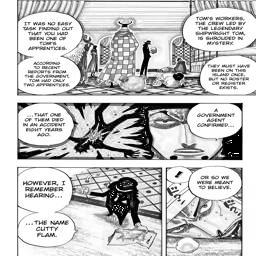 IT WAS NO EASY
TASK FINDING OUT
THAT YOU HAD
BEEN ONE OF
TOM'S
APPRENTICES.
ACCORDING
TO RECENT
REPORTS FROM
THE GOVERNMENT,
TOM HAD
TWO APPRENTICES.
TOM'S WORKERS,
THE CREW LED BY
THE LEGENDARY
SHIPWRIGHT TOM,
IS SHROUDED IN
MYSTERY.
THEY MUST HAVE
BEEN ON THIS
ISLAND ONCE,
BUT NO ROSTER
OR REGISTER
EXISTS.
...THAT ONE
OF THEM DIED
IN AN
ACCIDENT
EIGHT YEARS
AGO.
A
GOVERNMENT
AGENT
CONFIRMED...
HOWEVER, I
REMEMBER
HEARING...
...THE NAME
CUTTY
FLAM.
OR SO WE
WERE MEANT
TO BELIEVE.